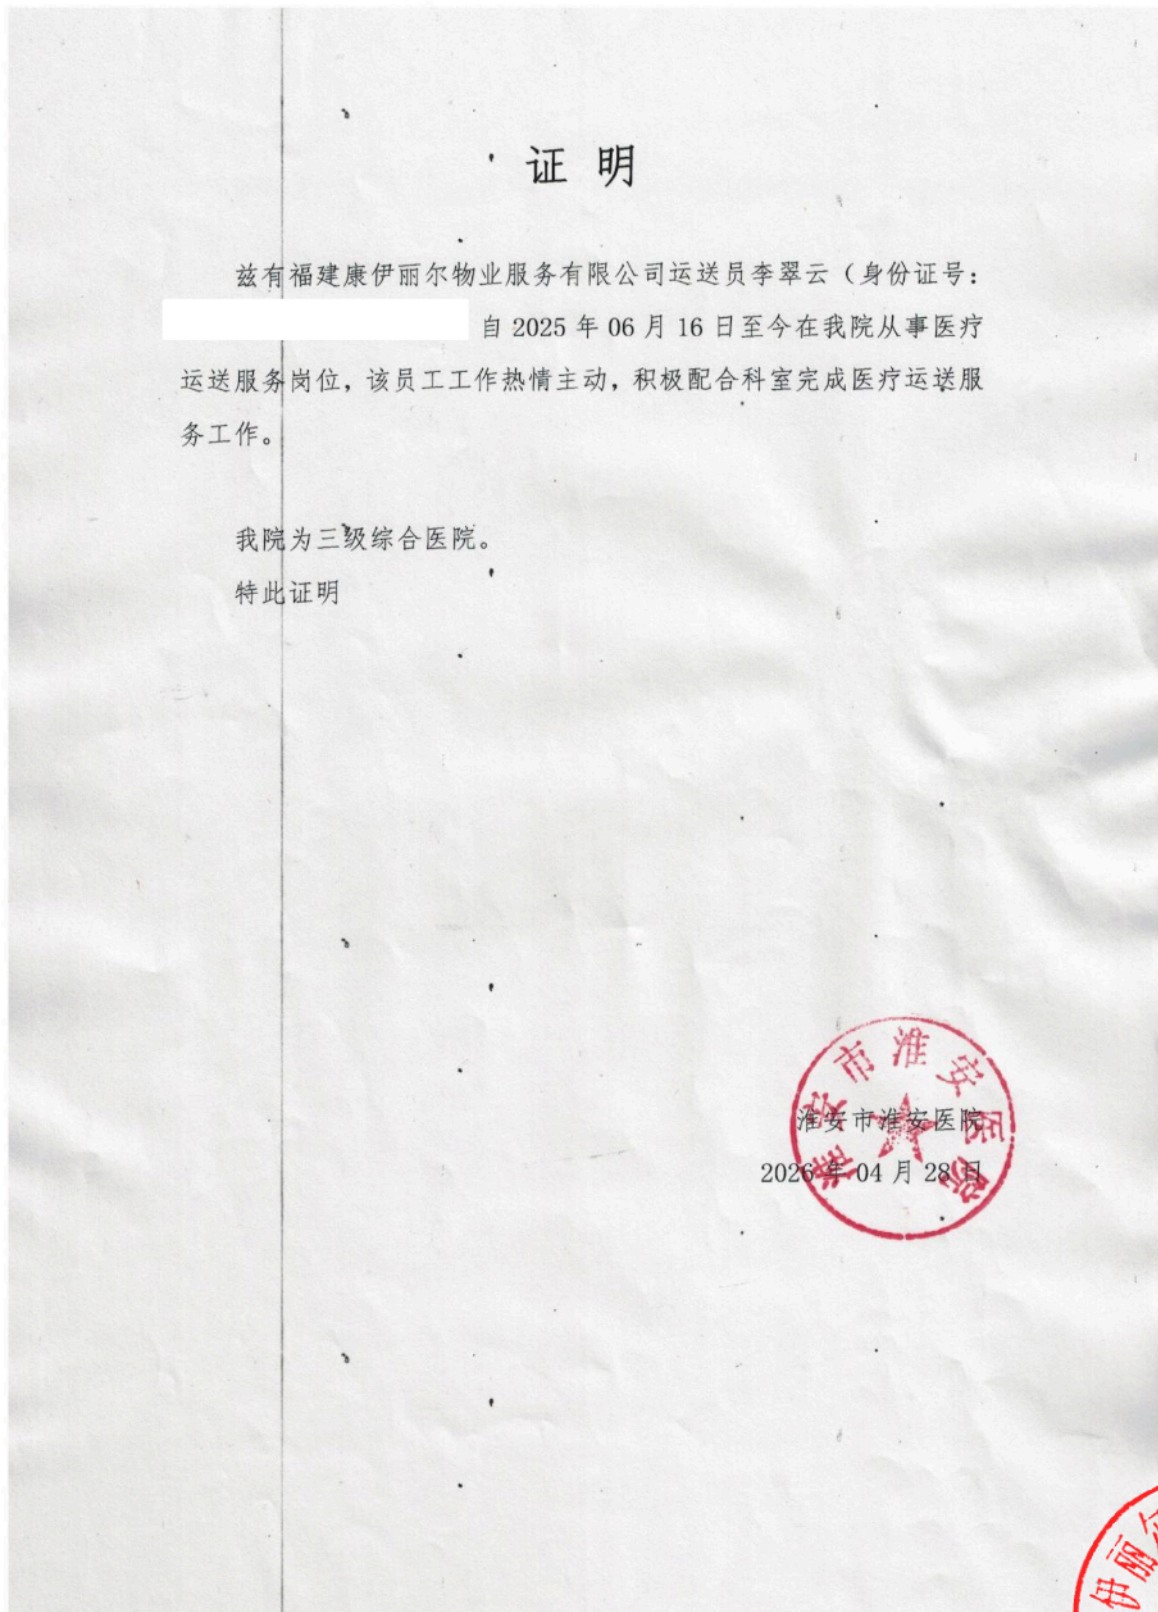 证 明
兹有福建康伊丽尔物业服务有限公司运送员李翠云（身份证号：
自 2025 年 06 月 16 日至今在我院从事医疗
运送服务岗位，该员工工作热情主动，积极配合科室完成医疗运送服
务工作。
我院为三级综合医院。
特此证明
淮安市淮安医院
淮安市淮安医院
2026 年 04 月 28 日
伊丽尔